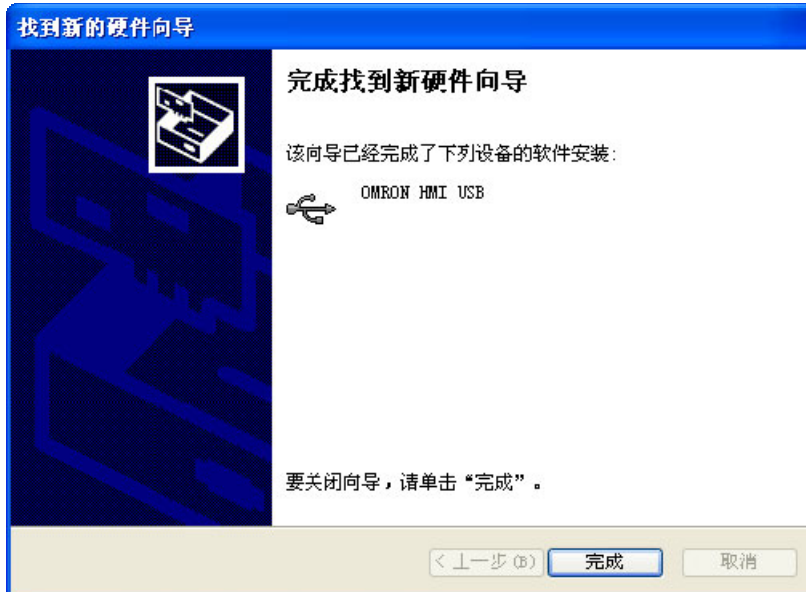 找到新的硬件向导
完成找到新硬件向导
该向导已经完成了下列设备的软件安装:
OMRON HMI USB
要关闭向导,请单击“完成”。
< 上一步(B) 完成 取消